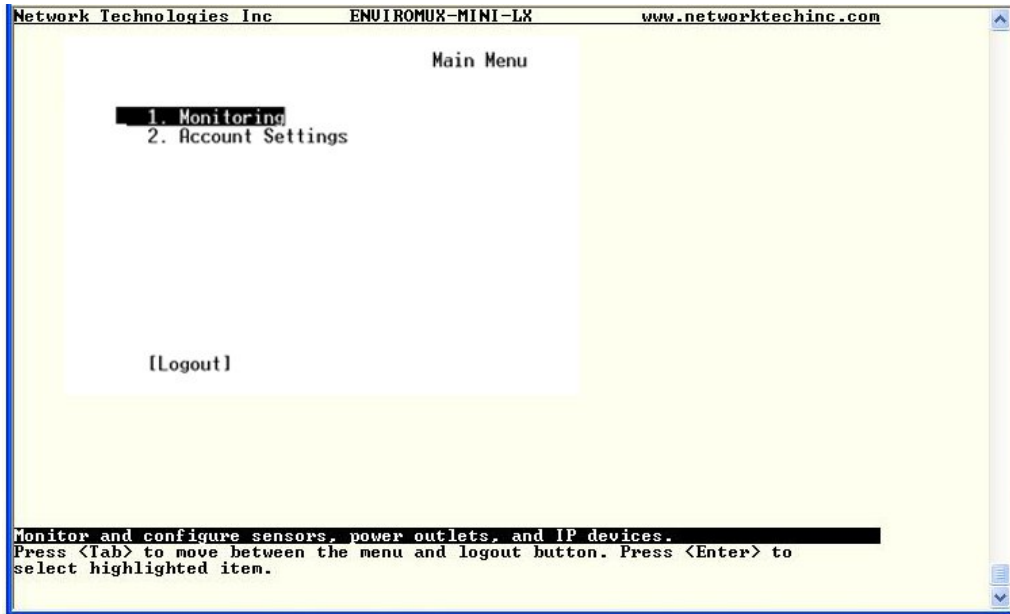 Network Technologies Inc ENVIROMUX-MINI-LX www.networktechinc.com
Main Menu
1. Monitoring
2. Account Settings
[Logout]
Monitor and configure sensors, power outlets, and IP devices.
Press <Tab> to move between the menu and logout button. Press <Enter> to
select highlighted item.